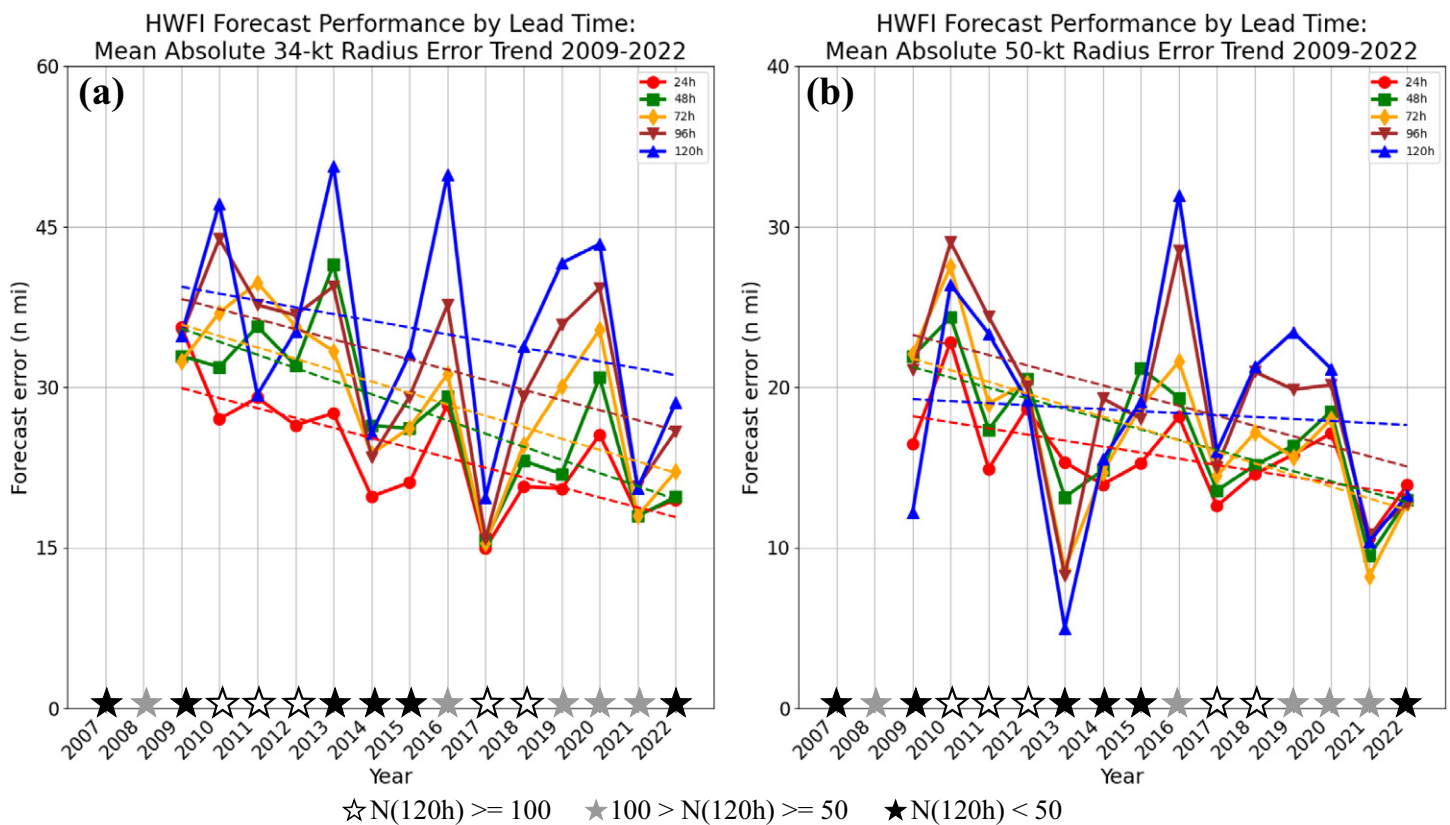 HWFI Forecast Performance by Lead Time:
Mean Absolute 34-kt Radius Error Trend 2009-2022
(a)
24h
48h
72h
96h
120h
60
45
30
15
0
Forecast error (n mi)
2007
2008
2009
2010
2011
2012
2013
2014
2015
2016
2017
2018
2019
2020
2021
2022
Year
HWFI Forecast Performance by Lead Time:
Mean Absolute 50-kt Radius Error Trend 2009-2022
(b)
24h
48h
72h
96h
120h
40
30
20
10
0
Forecast error (n mi)
2007
2008
2009
2010
2011
2012
2013
2014
2015
2016
2017
2018
2019
2020
2021
2022
Year
N(120h) >= 100
100 > N(120h) >= 50
N(120h) < 50